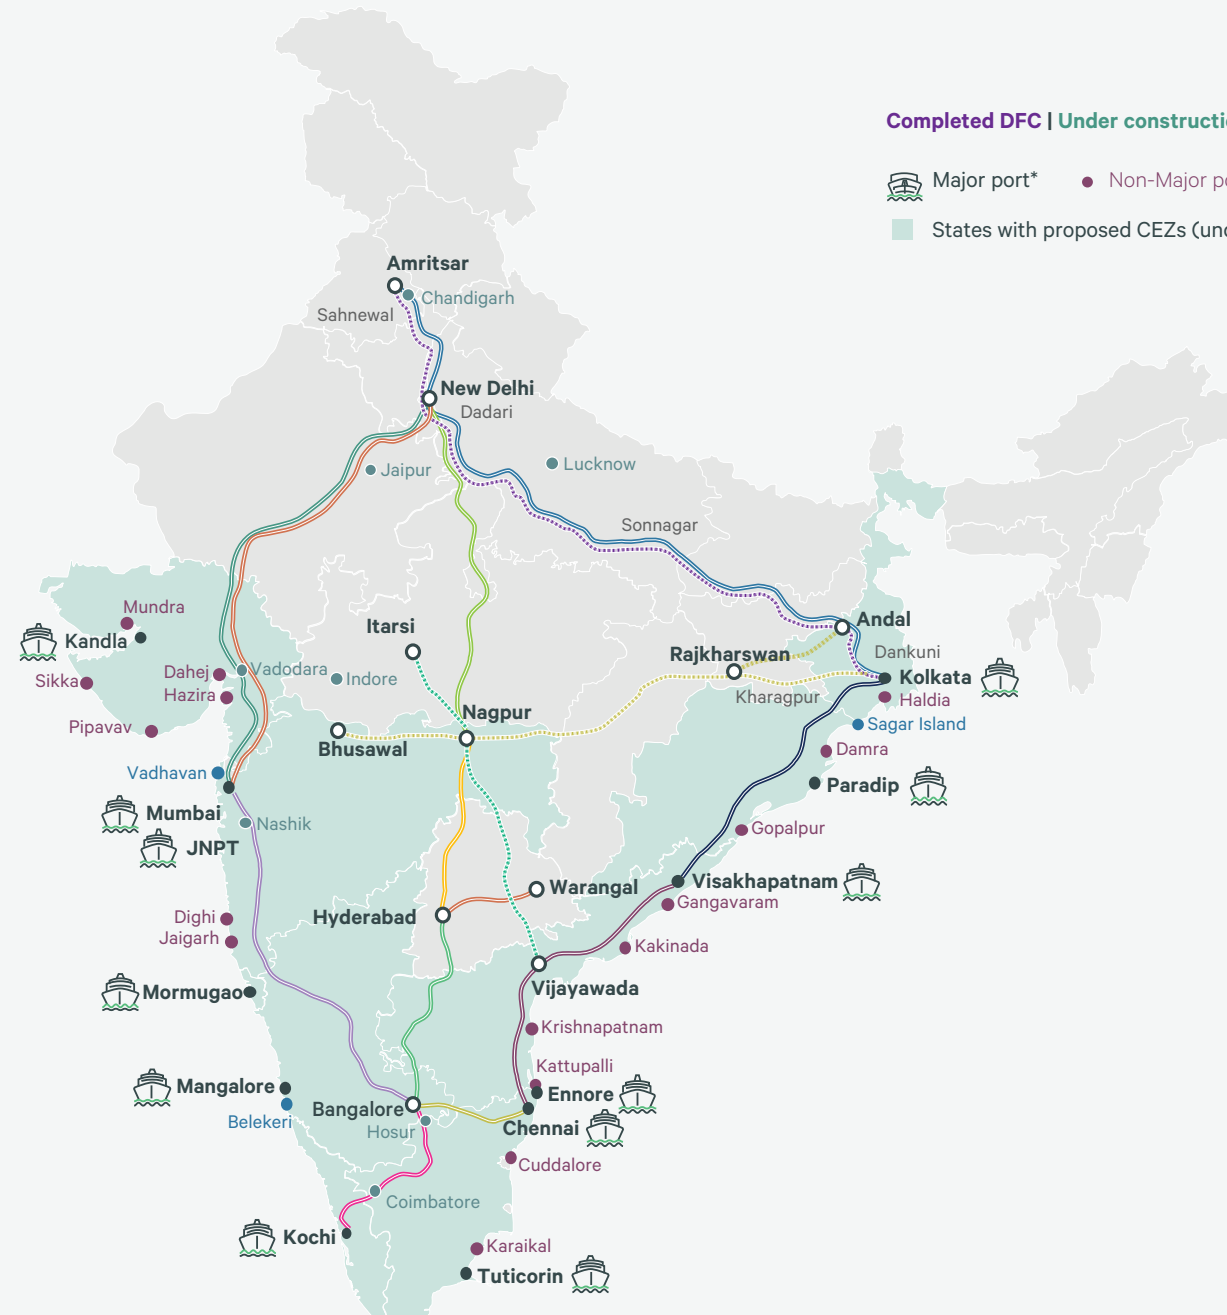 Completed DFC | Under constructi
Major port*
Non-Major po
States with proposed CEZs (unc
Amritsar
Chandigarh
Sahnewal
New Delhi
Dadari
Jaipur
Lucknow
Sonnagar
Mundra
Kandla
Itarsi
Andal
Dankuni
Rajkharswan
Kolkata
Dahej
Vadodara
Indore
Sikka
Hazira
Kharagpur
Haldia
Pipavav
Nagpur
Sagar Island
Bhusawal
Damra
Vadhavan
Paradip
Mumbai
Nashik
Gopalpur
JNPT
Visakhapatnam
Warangal
Gangavaram
Dighi
Hyderabad
Jaigarh
Kakinada
Mormugao
Vijayawada
Krishnapatnam
Kattupalli
Mangalore
Ennore
Bangalore
Belekeri
Hosur
Chennai
Cuddalore
Coimbatore
Kochi
Karaikal
Tuticorin